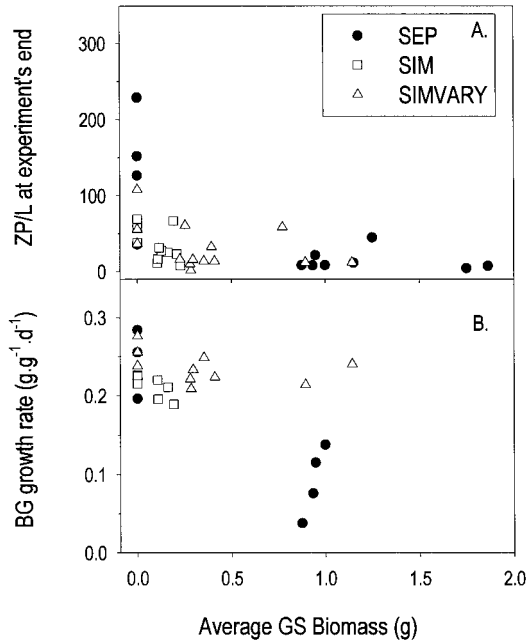 A.
SEP
SIM
SIMVARY
ZP/L at experiment's end
300
200
100
0
B.
BG growth rate (g·g⁻¹·d⁻¹)
0.3
0.2
0.1
0.0
0.0 0.5 1.0 1.5 2.0
Average GS Biomass (g)